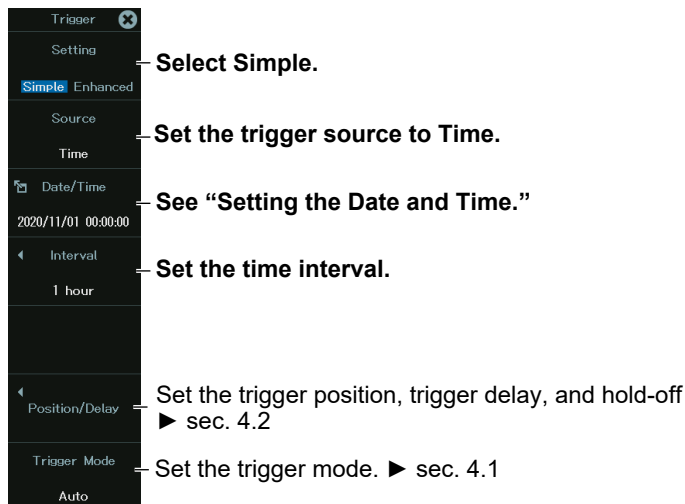 Trigger
Setting
Simple Enhanced
Select Simple.
Source
Time
Set the trigger source to Time.
Date/Time
2020/11/01 00:00:00
See “Setting the Date and Time.”
Interval
1 hour
Set the time interval.
Position/Delay
Set the trigger position, trigger delay, and hold-off
► sec. 4.2
Trigger Mode
Auto
Set the trigger mode. ► sec. 4.1